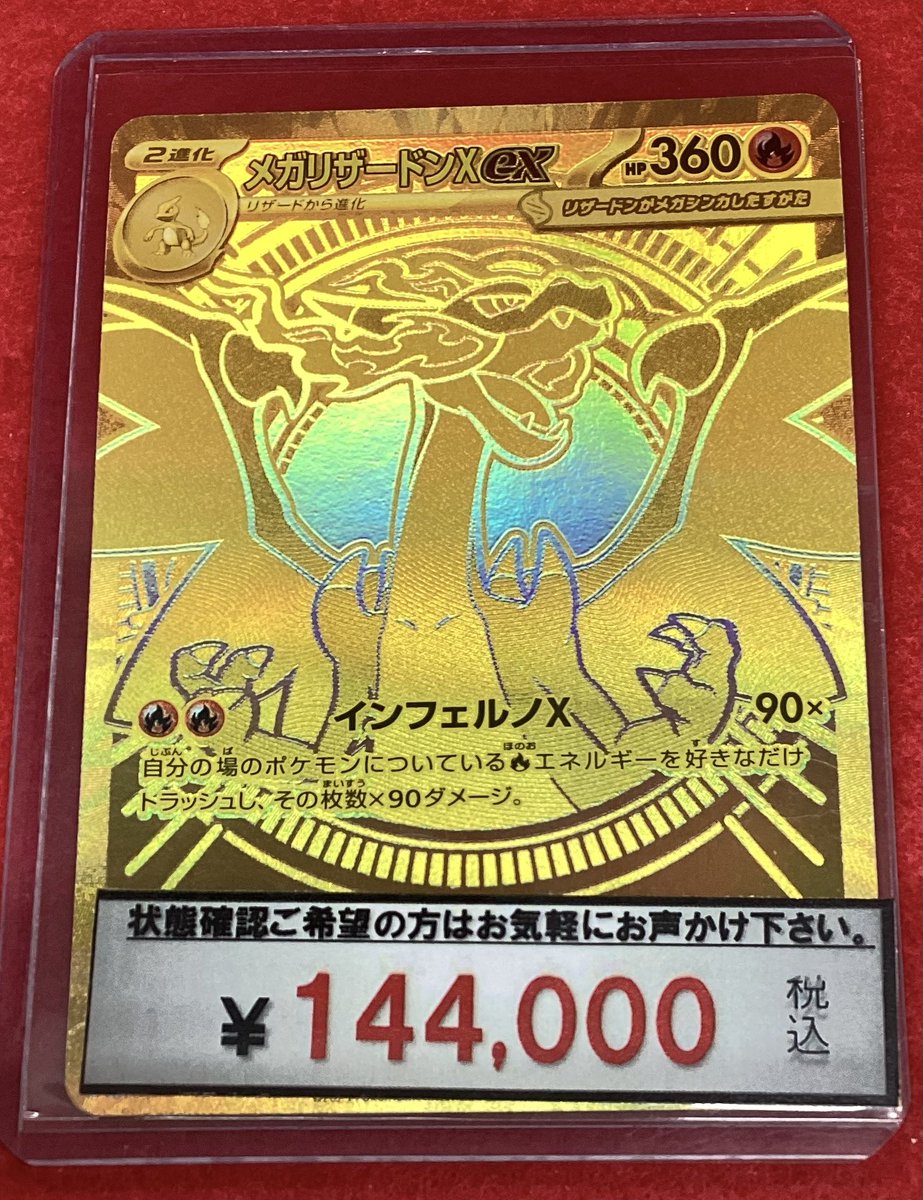 2進化
メガリザードンXex
HP360
リザードから進化
リザードンがメガシンカしたすがた
インフェルノX
90×
自分の場のポケモンについているエネルギーを好きなだけ
トラッシュし、その枚数×90ダメージ。
状態確認ご希望の方はお気軽にお声かけ下さい。
¥144,000
税込